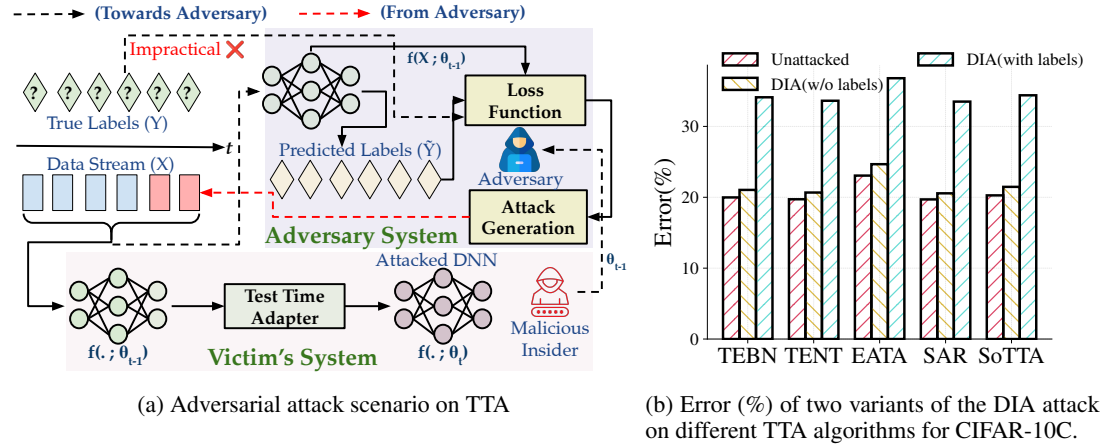 (Towards Adversary)
(From Adversary)
Impractical ❌
f(X ; θt-1)
? ? ? ? ? ?
True Labels (Y)
Loss
Function
t
Predicted Labels (Ỹ)
Data Stream (X)
Adversary
Attack
Generation
Adversary System
θt-1
Attacked DNN
Test Time
Adapter
Malicious
Insider
f(. ; θt-1)
f(. ; θt)
Victim's System
(a) Adversarial attack scenario on TTA
Unattacked
DIA(w/o labels)
DIA(with labels)
Error(%)
30
20
10
0
TEBN TENT EATA SAR SoTTA
(b) Error (%) of two variants of the DIA attack
on different TTA algorithms for CIFAR-10C.